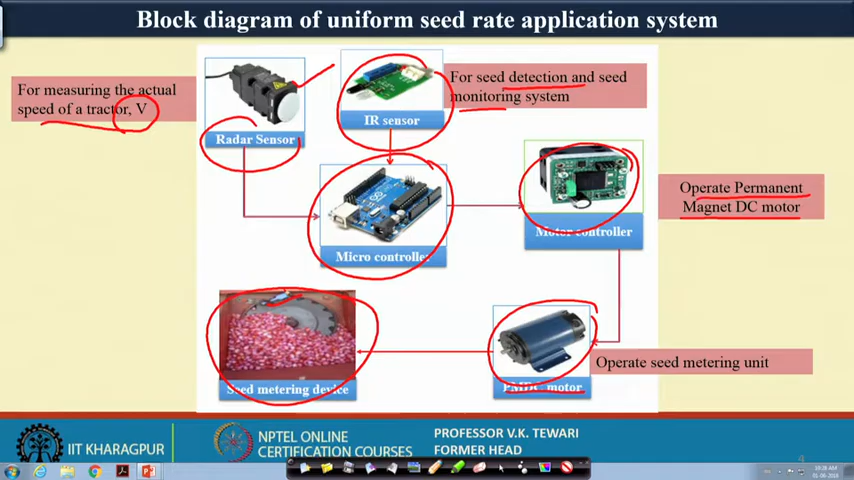 Block diagram of uniform seed rate application system
For measuring the actual
speed of a tractor, V
For seed detection and seed
monitoring system
IR sensor
Radar Sensor
Operate Permanent
Magnet DC motor
Motor controller
Micro controller
Operate seed metering unit
Seed metering device
PMDC motor
IIT KHARAGPUR
NPTEL ONLINE
CERTIFICATION COURSES
PROFESSOR V.K. TEWARI
FORMER HEAD